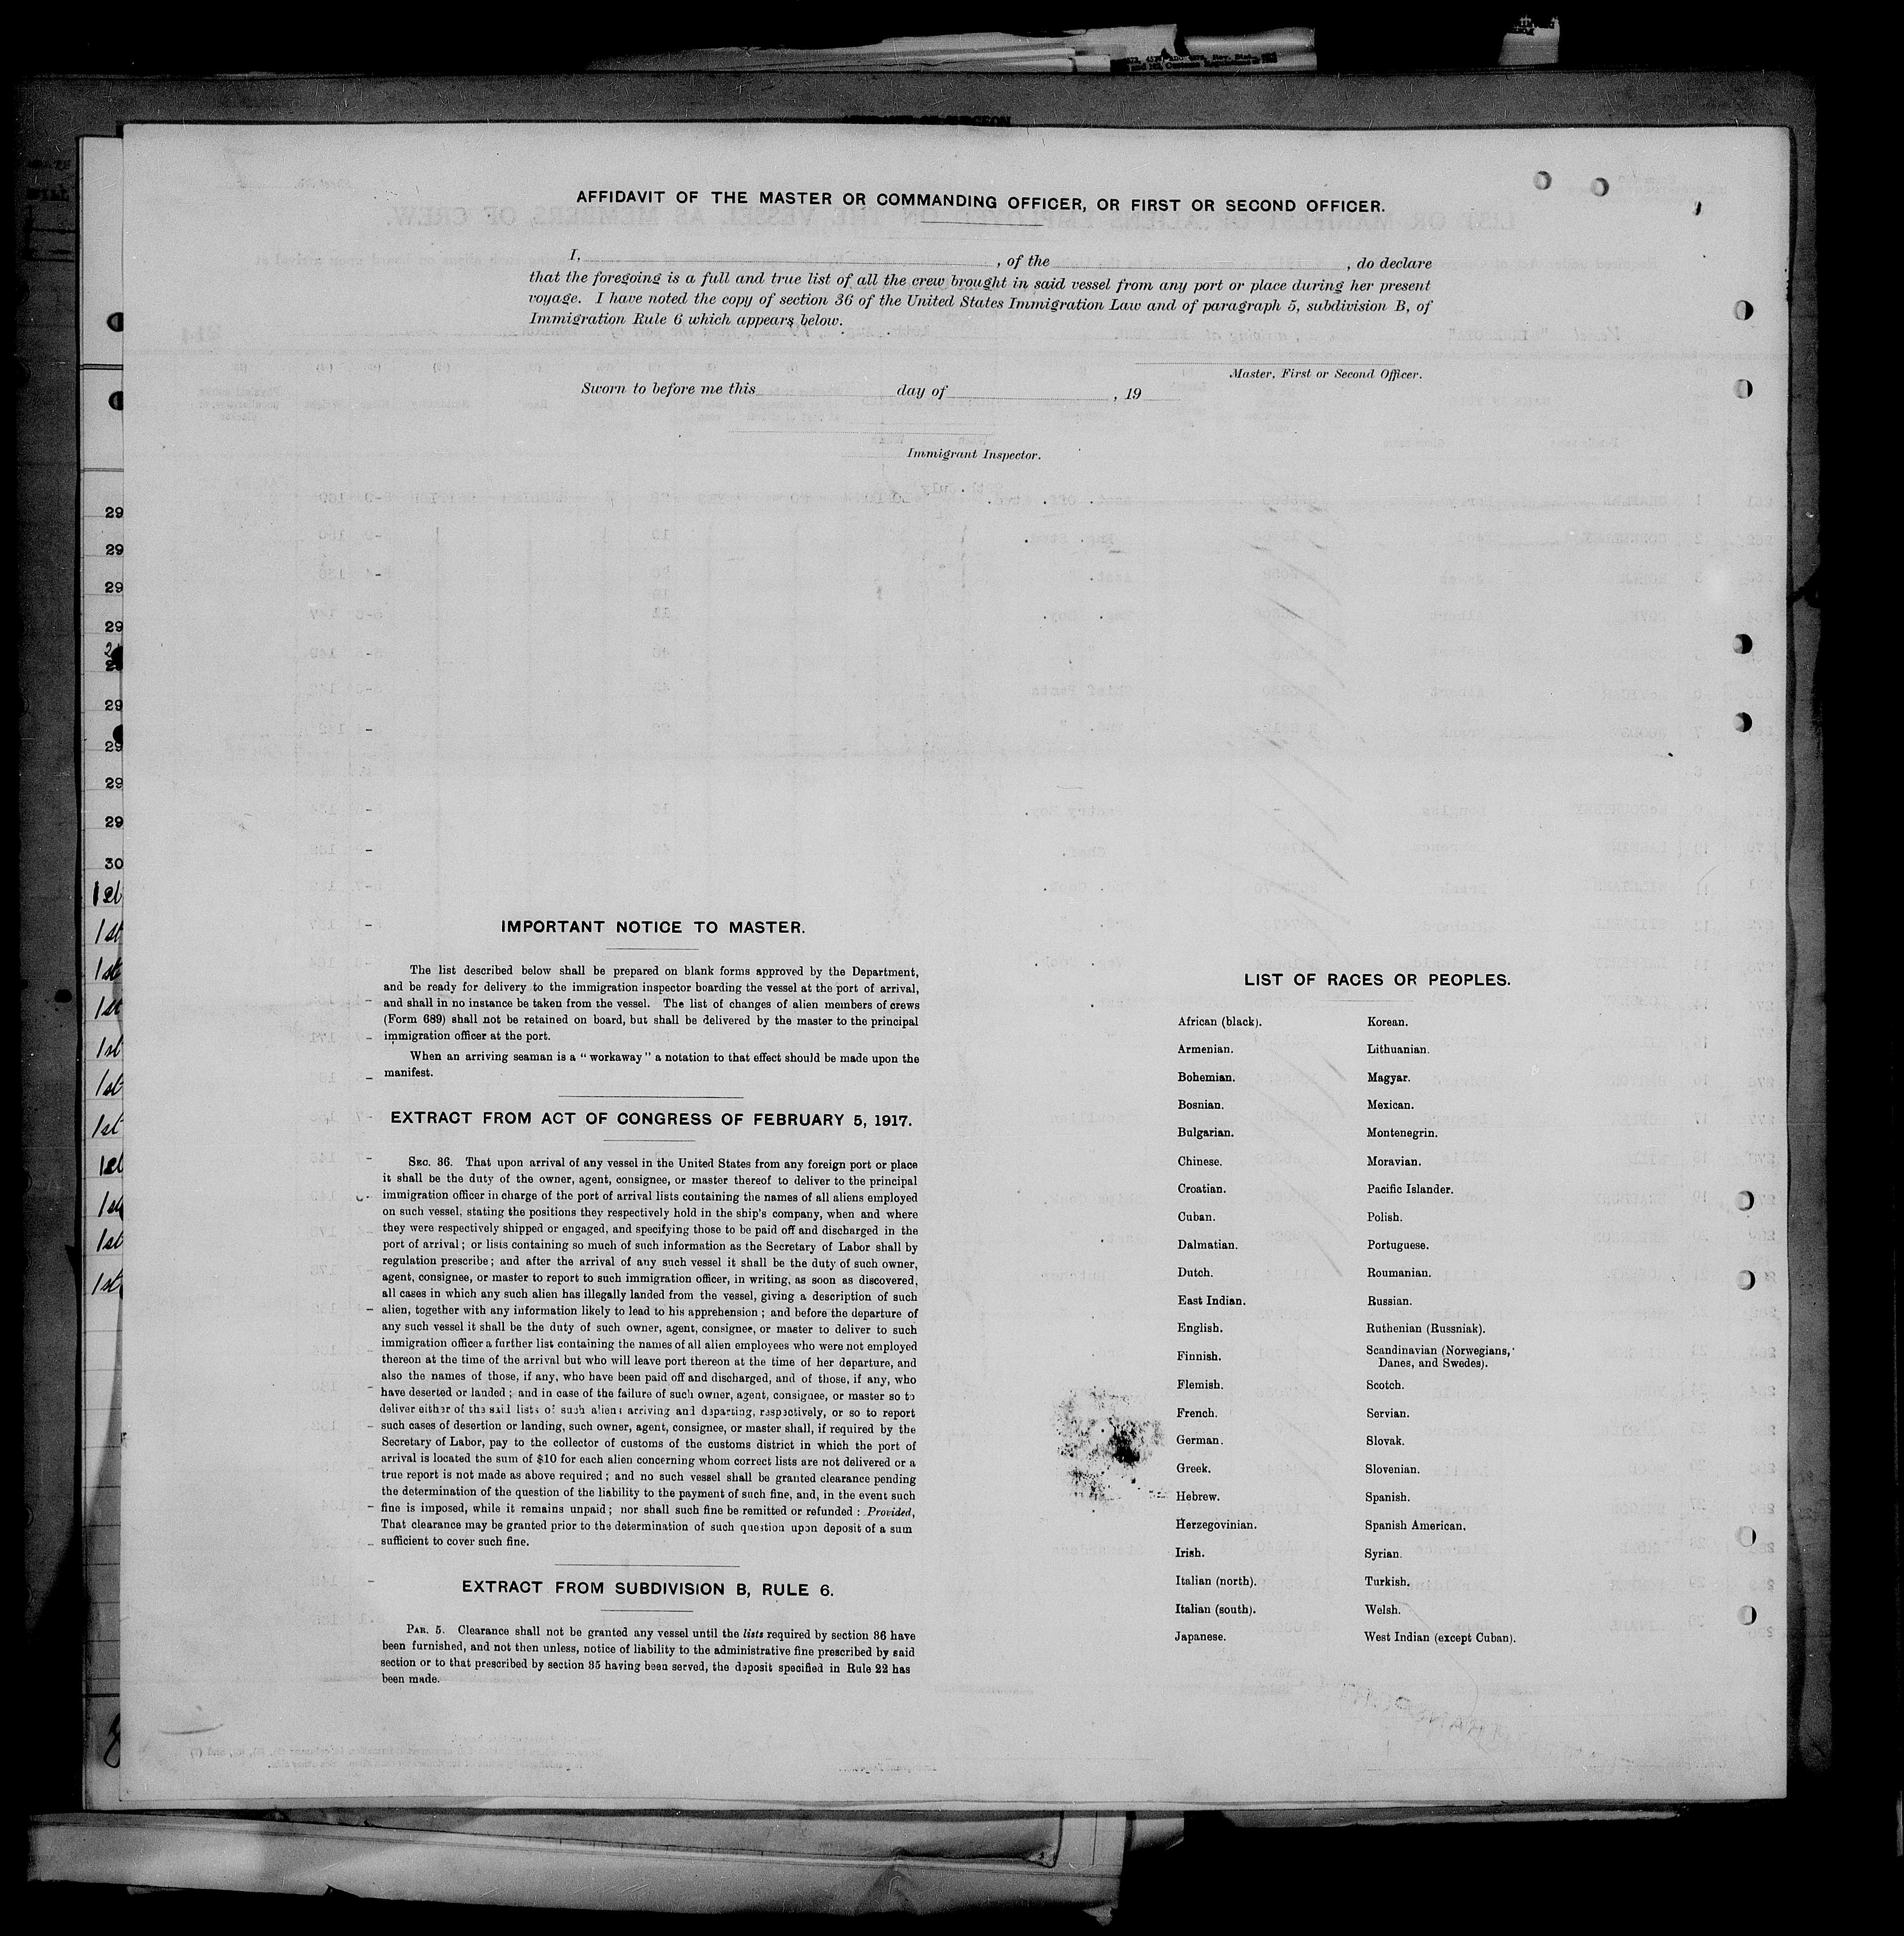 AFFIDAVIT OF THE MASTER OR COMMANDING OFFICER, OR FIRST OR SECOND OFFICER.
I, , of the , do declare
that the foregoing is a full and true list of all the crew brought in said vessel from any port or place during her present
voyage. I have noted the copy of section 36 of the United States Immigration Law and of paragraph 5, subdivision B, of
Immigration Rule 6 which appears below.
Master, First or Second Officer.
Sworn to before me this day of , 19
Immigrant Inspector.
29
29
29
29
29
29
29
29
30
1st
1st
1st
1st
1st
1st
1st
1st
1st
1st
1st
IMPORTANT NOTICE TO MASTER.
The list described below shall be prepared on blank forms approved by the Department,
and be ready for delivery to the immigration inspector boarding the vessel at the port of arrival,
and shall in no instance be taken from the vessel. The list of changes of alien members of crews
(Form 689) shall not be retained on board, but shall be delivered by the master to the principal
immigration officer at the port.
When an arriving seaman is a "workaway" a notation to that effect should be made upon the
manifest.
EXTRACT FROM ACT OF CONGRESS OF FEBRUARY 5, 1917.
SEC. 36. That upon arrival of any vessel in the United States from any foreign port or place
it shall be the duty of the owner, agent, consignee, or master thereof to deliver to the principal
immigration officer in charge of the port of arrival lists containing the names of all aliens employed
on such vessel, stating the positions they respectively hold in the ship's company, when and where
they were respectively shipped or engaged, and specifying those to be paid off and discharged in the
port of arrival; or lists containing so much of such information as the Secretary of Labor shall by
regulation prescribe; and after the arrival of any such vessel it shall be the duty of such owner,
agent, consignee, or master to report to such immigration officer, in writing, as soon as discovered,
all cases in which any such alien has illegally landed from the vessel, giving a description of such
alien, together with any information likely to lead to his apprehension; and before the departure of
any such vessel it shall be the duty of such owner, agent, consignee, or master to deliver to such
immigration officer a further list containing the names of all alien employees who were not employed
thereon at the time of the arrival but who will leave port thereon at the time of her departure, and
also the names of those, if any, who have been paid off and discharged, and of those, if any, who
have deserted or landed; and in case of the failure of such owner, agent, consignee, or master so to
deliver either of the said lists of such aliens arriving and departing, respectively, or so to report
such cases of desertion or landing, such owner, agent, consignee, or master shall, if required by the
Secretary of Labor, pay to the collector of customs of the customs district in which the port of
arrival is located the sum of $10 for each alien concerning whom correct lists are not delivered or a
true report is not made as above required; and no such vessel shall be granted clearance pending
the determination of the question of the liability to the payment of such fine, and, in the event such
fine is imposed, while it remains unpaid; nor shall such fine be remitted or refunded: Provided,
That clearance may be granted prior to the determination of such question upon deposit of a sum
sufficient to cover such fine.
EXTRACT FROM SUBDIVISION B, RULE 6.
PAR. 5. Clearance shall not be granted any vessel until the lists required by section 36 have
been furnished, and not then unless, notice of liability to the administrative fine prescribed by said
section or to that prescribed by section 35 having been served, the deposit specified in Rule 22 has
been made.
LIST OF RACES OR PEOPLES.
African (black). Korean.
Armenian. Lithuanian.
Bohemian. Magyar.
Bosnian. Mexican.
Bulgarian. Montenegrin.
Chinese. Moravian.
Croatian. Pacific Islander.
Cuban. Polish.
Dalmatian. Portuguese.
Dutch. Roumanian.
East Indian. Russian.
English. Ruthenian (Russniak).
Finnish. Scandinavian (Norwegians,
Danes, and Swedes).
Flemish. Scotch.
French. Servian.
German. Slovak.
Greek. Slovenian.
Hebrew. Spanish.
Herzegovinian. Spanish American.
Irish. Syrian.
Italian (north). Turkish.
Italian (south). Welsh.
Japanese. West Indian (except Cuban).